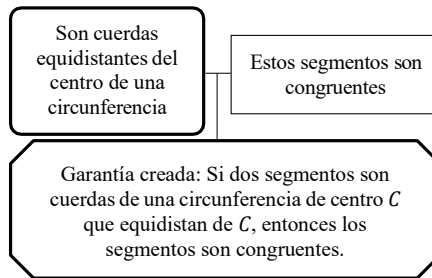 Son cuerdas
equidistantes del
centro de una
circunferencia
Estos segmentos son
congruentes
Garantía creada: Si dos segmentos son
cuerdas de una circunferencia de centro C
que equidistan de C, entonces los
segmentos son congruentes.